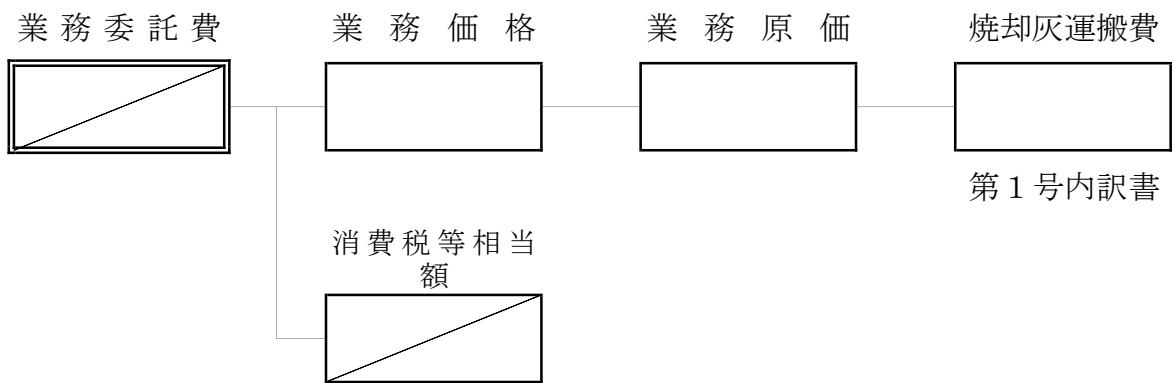 業務委託費
業務価格
業務原価
焼却灰運搬費
第１号内訳書
消費税等相当
額